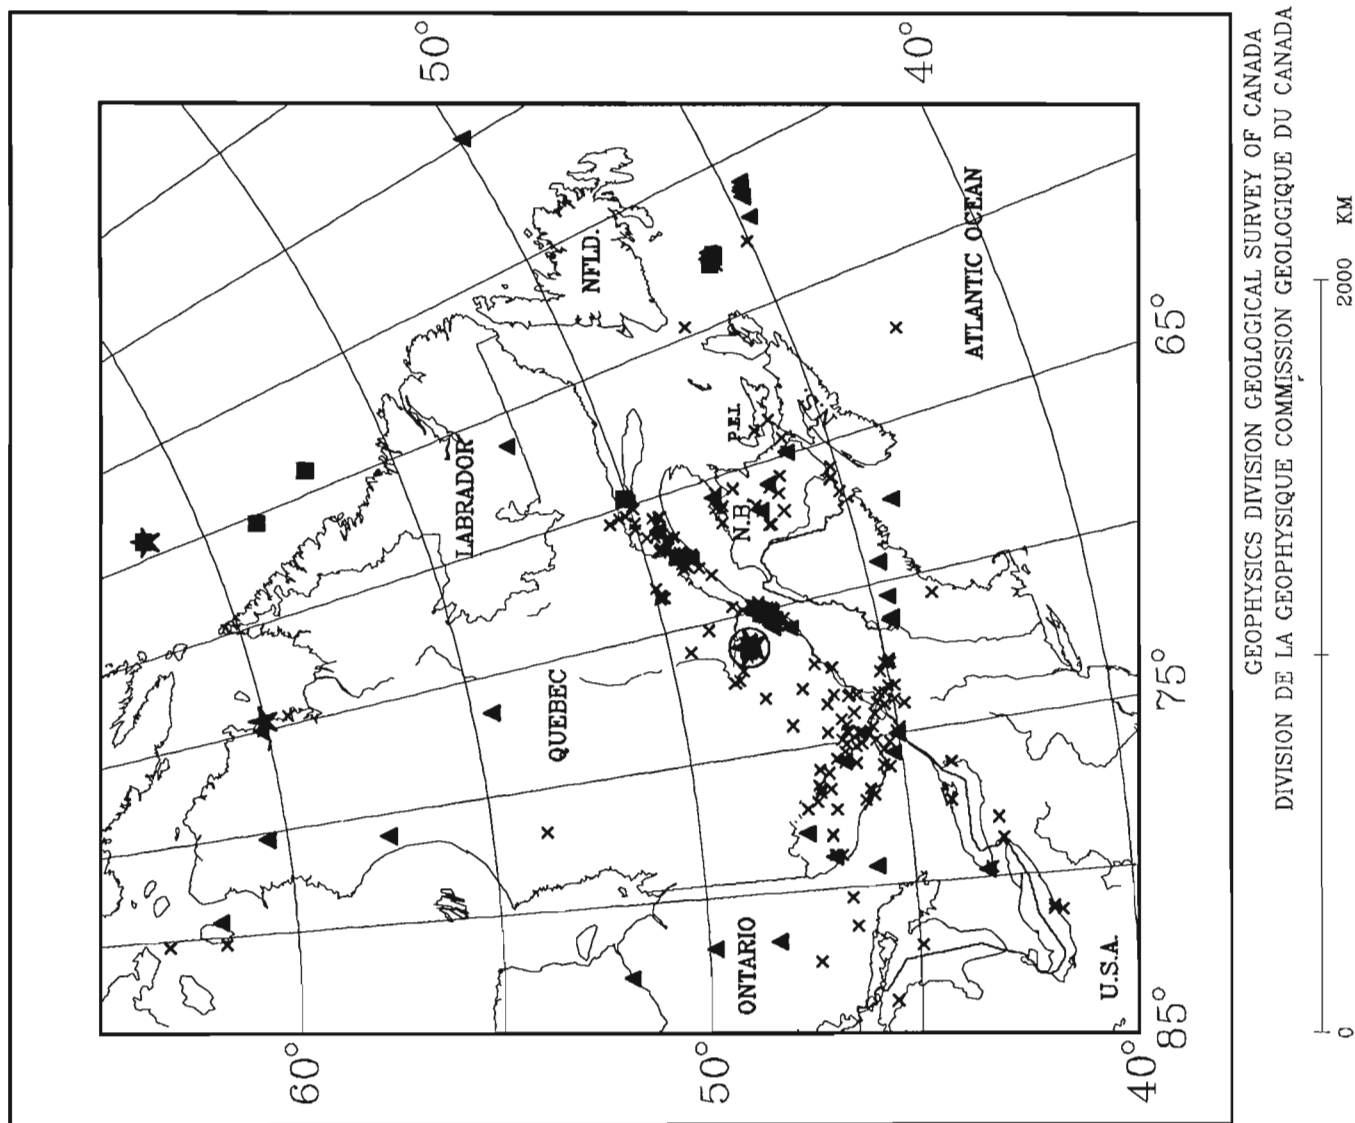 50°
40°
60°
50°
40°
65°
75°
85°
LABRADOR
NFLD.
QUEBEC
P.E.I.
N.S.
N.B.
ONTARIO
U.S.A.
ATLANTIC OCEAN
GEOPHYSICS DIVISION GEOLOGICAL SURVEY OF CANADA
DIVISION DE LA GEOPHYSIQUE COMMISSION GEOLOGIQUE DU CANADA
0 2000 KM